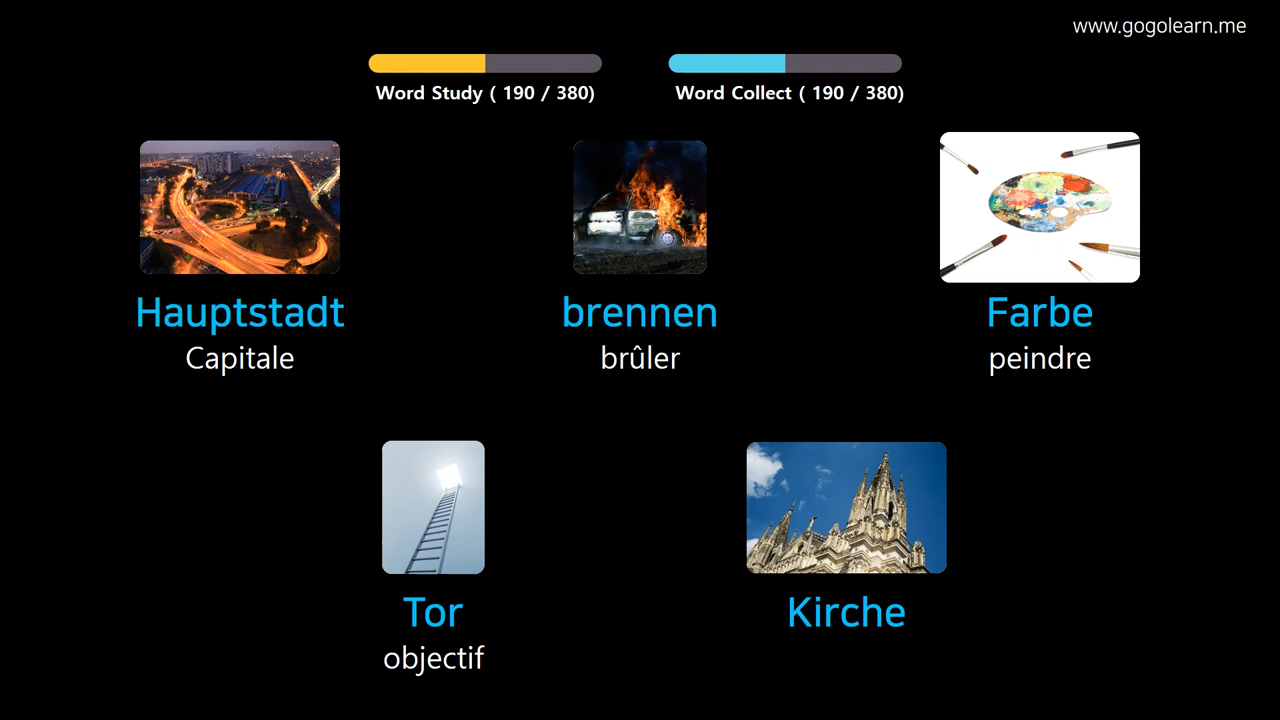 www.gogolearn.me
Word Study ( 190 / 380)
Word Collect ( 190 / 380)
Hauptstadt
Capitale
brennen
brûler
Farbe
peindre
Tor
objectif
Kirche